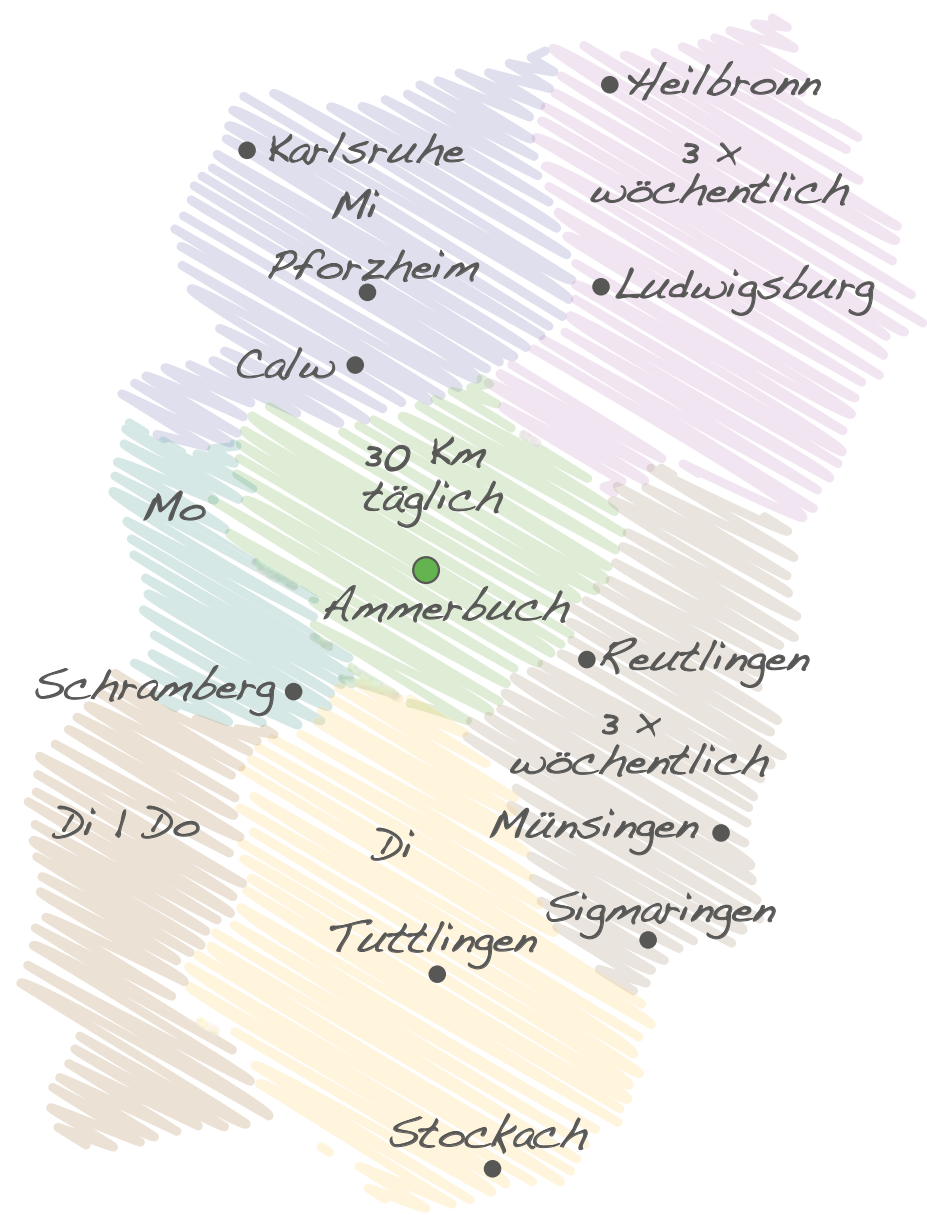 Heilbronn
3 x
wöchentlich
Karlsruhe
Mi
Pforzheim
Ludwigsburg
Calw
30 Km
täglich
Mo
Ammerbuch
Reutlingen
Schramberg
3 x
wöchentlich
Di | Do
Di
Münsingen
Sigmaringen
Tuttlingen
Stockach